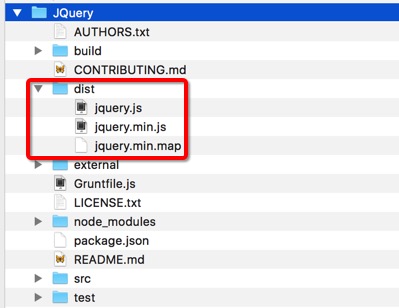 JQuery
AUTHORS.txt
build
CONTRIBUTING.md
dist
jquery.js
jquery.min.js
jquery.min.map
external
Gruntfile.js
LICENSE.txt
node_modules
package.json
README.md
src
test